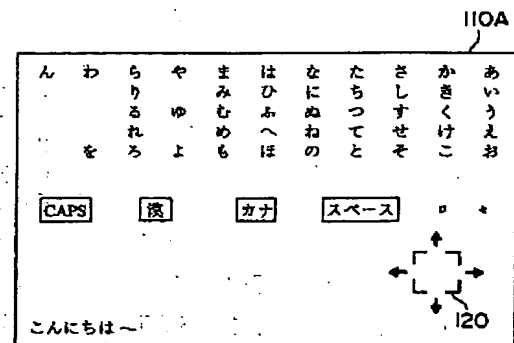 110A
あいうえお
かきくけこ
さしすせそ
たちつてと
なにぬねの
はひふへほ
まみむめも
やゆよ
らりるれろ
わを
ん
CAPS 漢 カナ スペース ロ *
120
こんにちは～